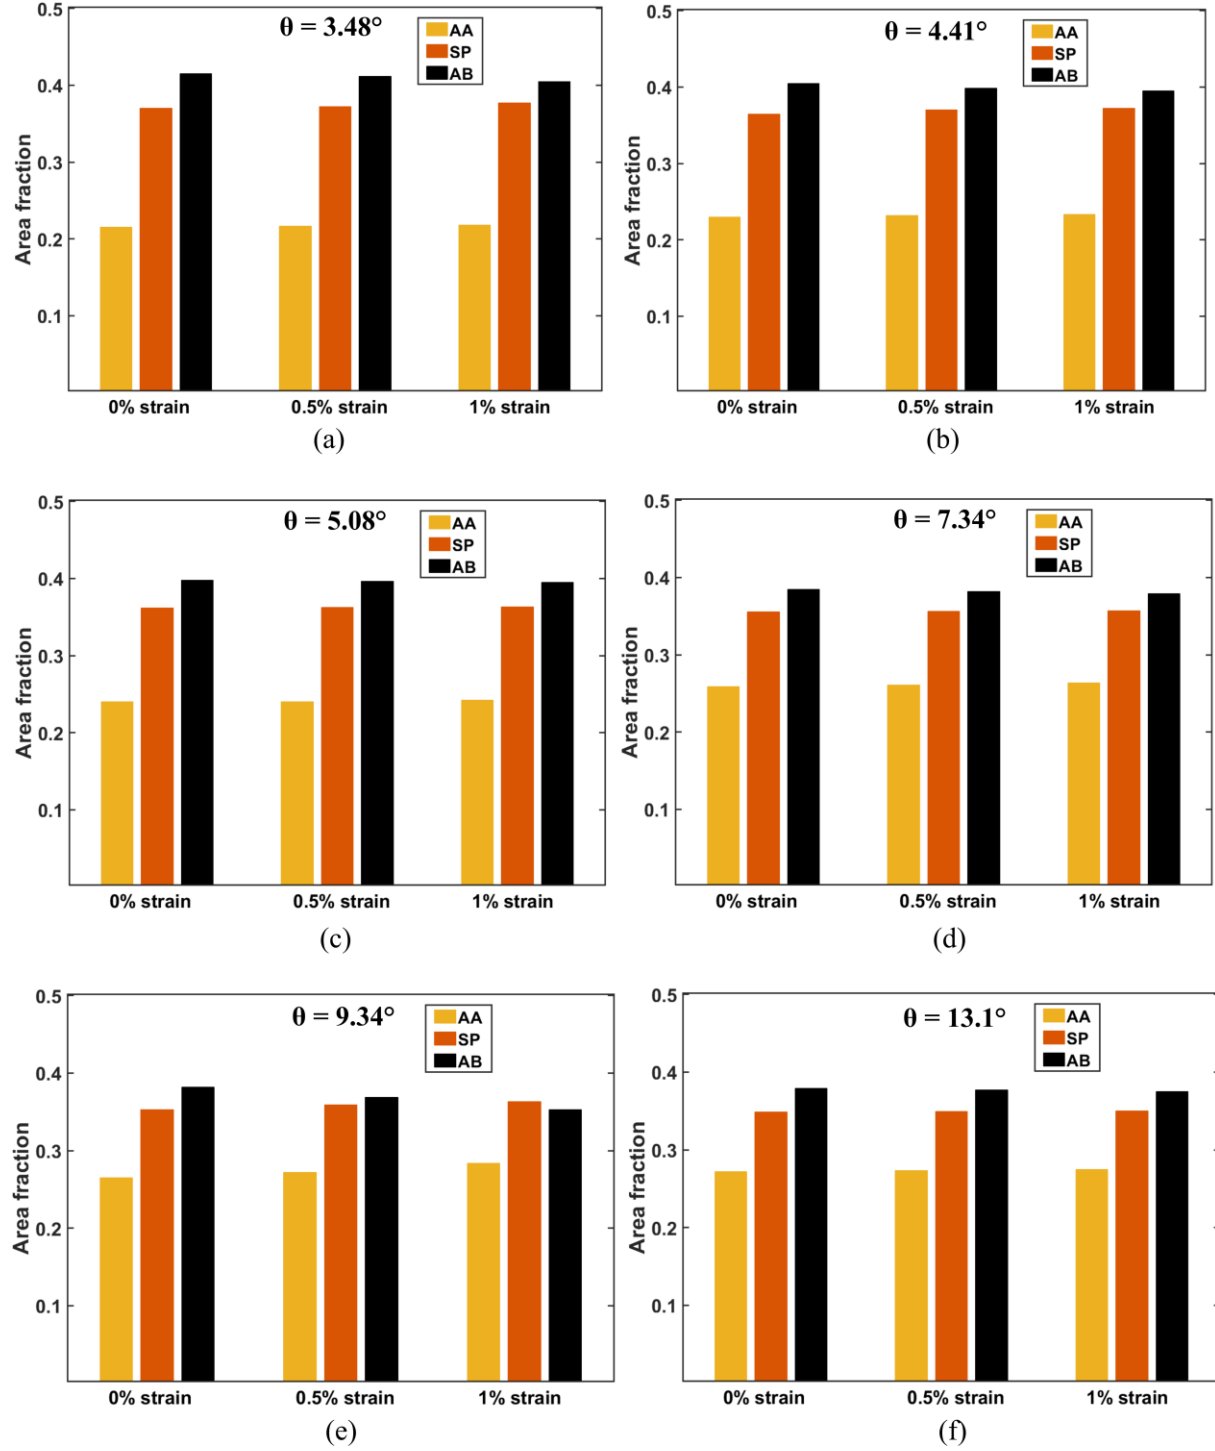 0.5
0.4
0.3
0.2
0.1
Area fraction
θ = 3.48°
AA
SP
AB
0% strain
0.5% strain
1% strain
(a)
0.5
0.4
0.3
0.2
0.1
Area fraction
θ = 4.41°
AA
SP
AB
0% strain
0.5% strain
1% strain
(b)
0.5
0.4
0.3
0.2
0.1
Area fraction
θ = 5.08°
AA
SP
AB
0% strain
0.5% strain
1% strain
(c)
0.5
0.4
0.3
0.2
0.1
Area fraction
θ = 7.34°
AA
SP
AB
0% strain
0.5% strain
1% strain
(d)
0.5
0.4
0.3
0.2
0.1
Area fraction
θ = 9.34°
AA
SP
AB
0% strain
0.5% strain
1% strain
(e)
0.5
0.4
0.3
0.2
0.1
Area fraction
θ = 13.1°
AA
SP
AB
0% strain
0.5% strain
1% strain
(f)